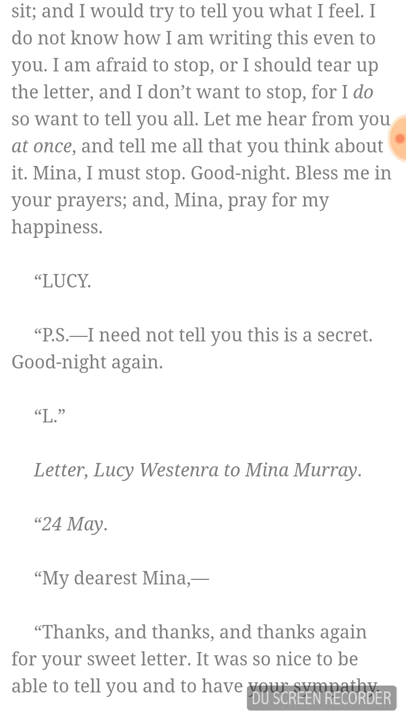 sit; and I would try to tell you what I feel. I
do not know how I am writing this even to
you. I am afraid to stop, or I should tear up
the letter, and I don’t want to stop, for I do
so want to tell you all. Let me hear from you
at once, and tell me all that you think about
it. Mina, I must stop. Good-night. Bless me in
your prayers; and, Mina, pray for my
happiness.
“LUCY.
“P.S.—I need not tell you this is a secret.
Good-night again.
“L.”
Letter, Lucy Westenra to Mina Murray.
“24 May.
“My dearest Mina,—
“Thanks, and thanks, and thanks again
for your sweet letter. It was so nice to be
able to tell you and to have your sympathy.
DU SCREEN RECORDER